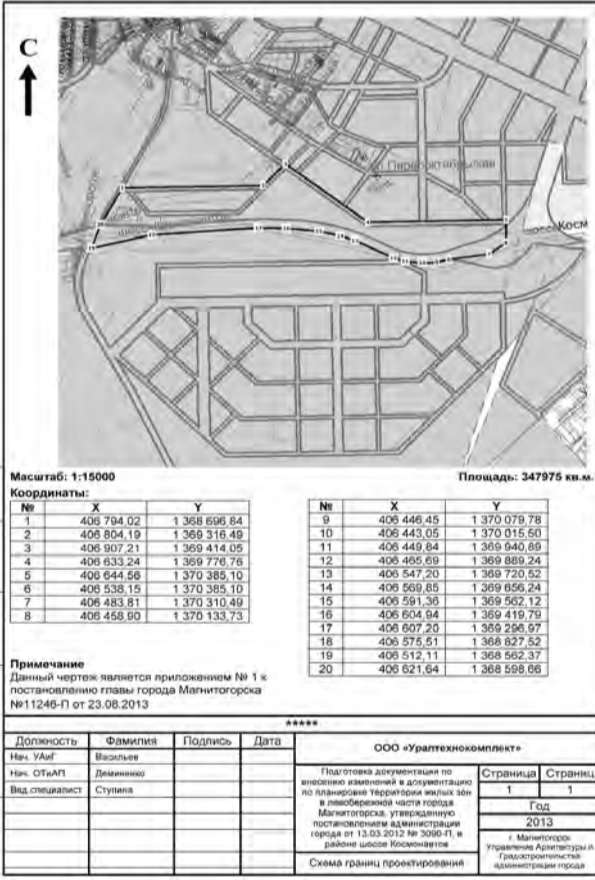 С
п. Первооктябрьский
Масштаб: 1:15000
Площадь: 347975 кв.м.
Координаты:
№ X Y
1 406 794,02 1 368 696,84
2 406 804,19 1 369 316,49
3 406 907,21 1 369 414,05
4 406 633,24 1 369 776,76
5 406 644,56 1 370 385,10
6 406 538,15 1 370 385,10
7 406 483,81 1 370 310,49
8 406 458,90 1 370 133,73
№ X Y
9 406 446,45 1 370 079,78
10 406 443,05 1 370 015,50
11 406 449,84 1 369 940,89
12 406 465,69 1 369 889,24
13 406 547,20 1 369 720,52
14 406 569,85 1 369 656,24
15 406 591,36 1 369 562,12
16 406 604,94 1 369 419,79
17 406 607,20 1 369 296,97
18 406 575,51 1 368 827,52
19 406 512,11 1 368 562,37
20 406 621,64 1 368 598,66
Примечание
Данный чертеж является приложением № 1 к
постановлению главы города Магнитогорска
№11246-П от 23.08.2013
*****
Должность Фамилия Подпись Дата
Нач. УАиГ Васильев
Нач. ОТиАП Деминенко
Вед.специалист Ступина
ООО «Уралтехнокомплект»
Подготовка документации по
внесению изменений в документацию
по планировке территории жилых зон
в левобережной части города
Магнитогорска, утвержденную
постановлением администрации
города от 13.03.2012 № 3090-П, в
районе шоссе Космонавтов
Схема границ проектирования
Страница Страниц
1 1
Год
2013
г. Магнитогорск
Управление Архитектуры и
Градостроительства
администрации города